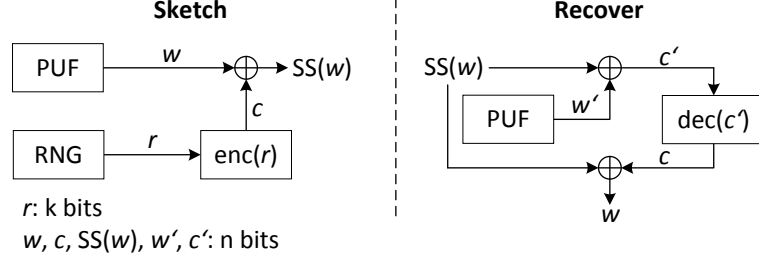 Sketch
PUF
w
SS(w)
c
RNG
r
enc(r)
r: k bits
w, c, SS(w), w‘, c‘: n bits
Recover
SS(w)
c‘
PUF
w‘
dec(c‘)
c
w